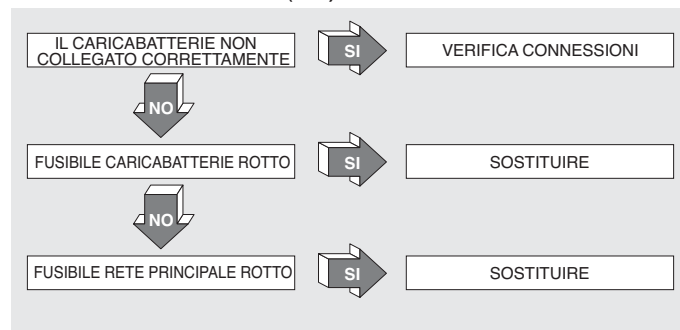 IL CARICABATTERIE NON
COLLEGATO CORRETTAMENTE
SI
VERIFICA CONNESSIONI
NO
FUSIBILE CARICABATTERIE ROTTO
SI
SOSTITUIRE
NO
FUSIBILE RETE PRINCIPALE ROTTO
SI
SOSTITUIRE